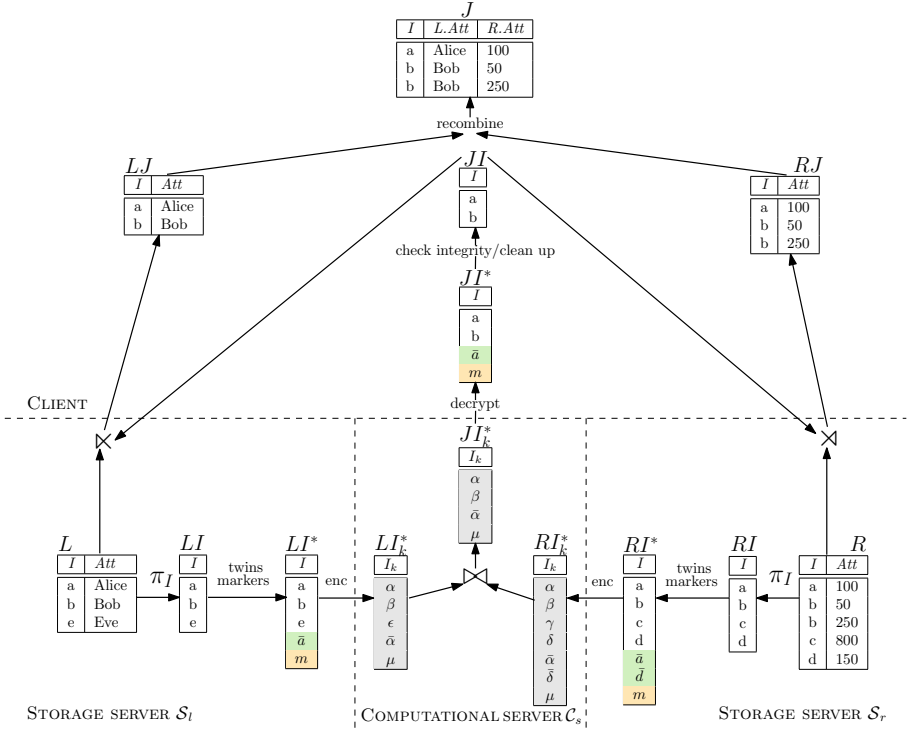 J
I L.Att R.Att
a Alice 100
b Bob 50
b Bob 250
recombine
LJ
I Att
a Alice
b Bob
JI
I
a
b
RJ
I Att
a 100
b 50
b 250
check integrity/clean up
JI*
I
a
b
ā
m
decrypt
CLIENT
JI*k
Ik
α
β
ᾱ
μ
L
I Att
a Alice
b Bob
e Eve
πI
LI
I
a
b
e
twins
markers
LI*
I
a
b
e
ā
m
enc
LI*k
Ik
α
β
ϵ
ᾱ
μ
RI*k
Ik
α
β
γ
δ
ᾱ
δ̄
μ
enc
RI*
I
a
b
c
d
ā
d̄
m
twins
markers
RI
I
a
b
c
d
πI
R
I Att
a 100
b 50
b 250
c 800
d 150
STORAGE SERVER Sl
COMPUTATIONAL SERVER Cs
STORAGE SERVER Sr